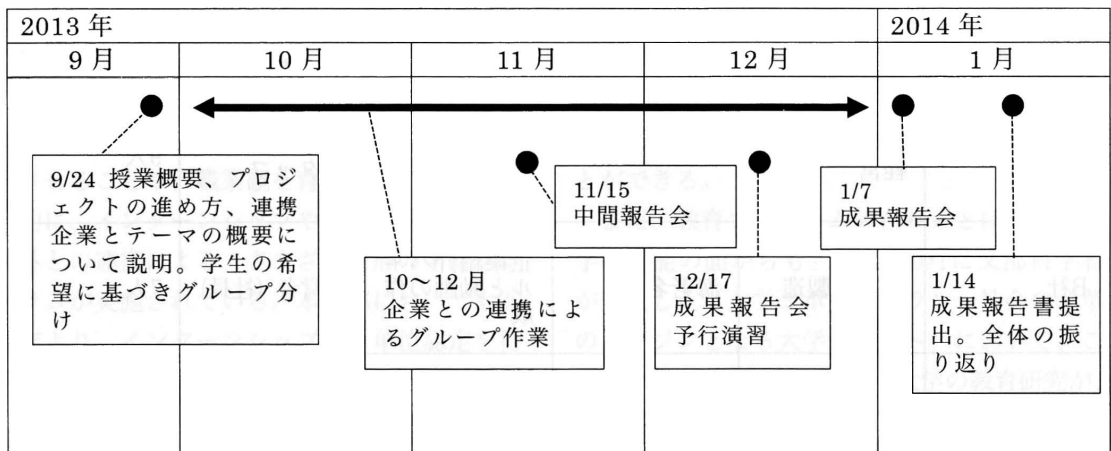 2013 年
2014 年
9 月
10 月
11 月
12 月
1 月
9/24 授業概要、プロジ
ェクトの進め方、連携
企業とテーマの概要に
ついて説明。学生の希
望に基づきグループ分
け
10～12 月
企業との連携によ
るグループ作業
11/15
中間報告会
12/17
成果報告会
予行演習
1/7
成果報告会
1/14
成果報告書提
出。全体の振
り返り